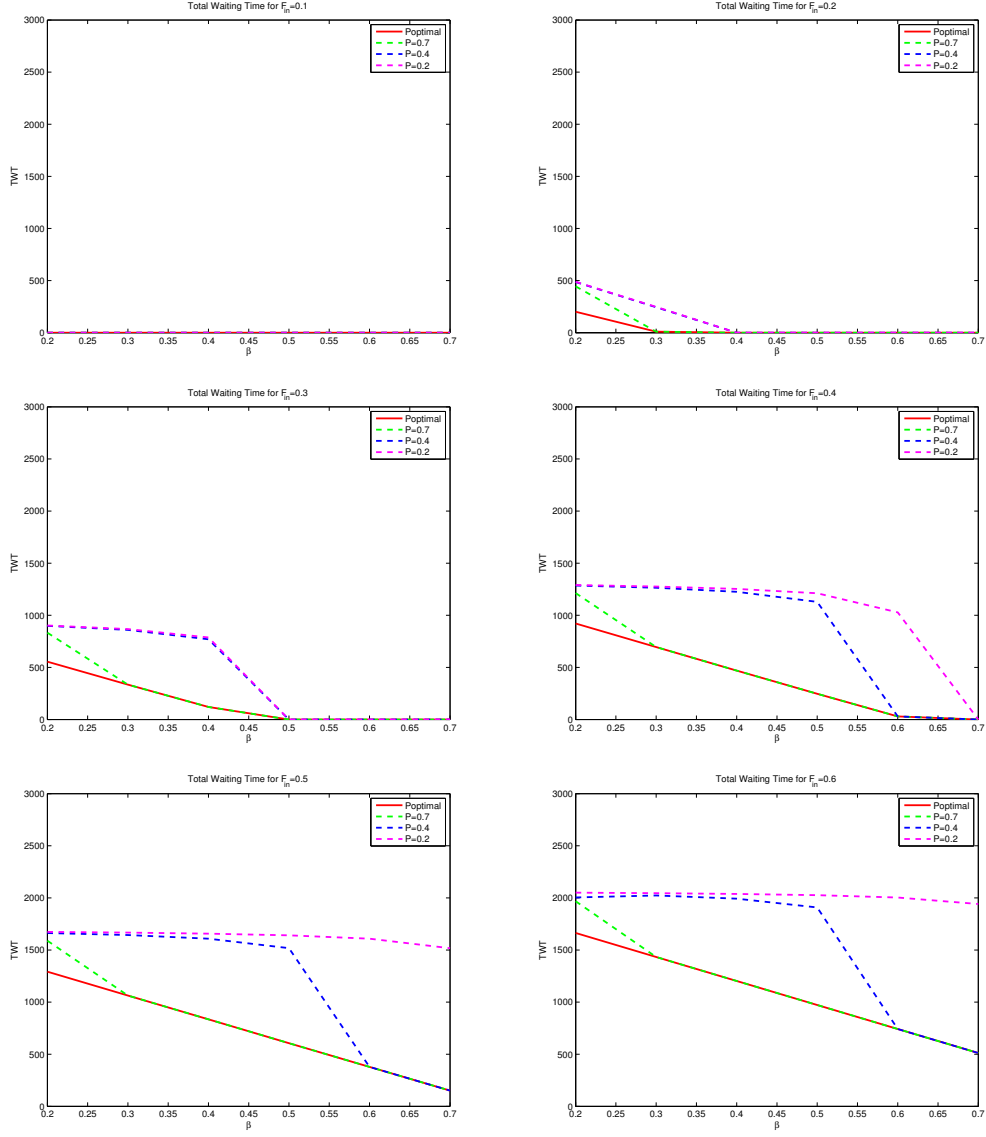 Total Waiting Time for F_in=0.1
3000
2500
2000
1500
1000
500
0
TWT
Poptimal
P=0.7
P=0.4
P=0.2
0.2 0.25 0.3 0.35 0.4 0.45 0.5 0.55 0.6 0.65 0.7
β
Total Waiting Time for F_in=0.2
3000
2500
2000
1500
1000
500
0
TWT
Poptimal
P=0.7
P=0.4
P=0.2
0.2 0.25 0.3 0.35 0.4 0.45 0.5 0.55 0.6 0.65 0.7
β
Total Waiting Time for F_in=0.3
3000
2500
2000
1500
1000
500
0
TWT
Poptimal
P=0.7
P=0.4
P=0.2
0.2 0.25 0.3 0.35 0.4 0.45 0.5 0.55 0.6 0.65 0.7
β
Total Waiting Time for F_in=0.4
3000
2500
2000
1500
1000
500
0
TWT
Poptimal
P=0.7
P=0.4
P=0.2
0.2 0.25 0.3 0.35 0.4 0.45 0.5 0.55 0.6 0.65 0.7
β
Total Waiting Time for F_in=0.5
3000
2500
2000
1500
1000
500
0
TWT
Poptimal
P=0.7
P=0.4
P=0.2
0.2 0.25 0.3 0.35 0.4 0.45 0.5 0.55 0.6 0.65 0.7
β
Total Waiting Time for F_in=0.6
3000
2500
2000
1500
1000
500
0
TWT
Poptimal
P=0.7
P=0.4
P=0.2
0.2 0.25 0.3 0.35 0.4 0.45 0.5 0.55 0.6 0.65 0.7
β